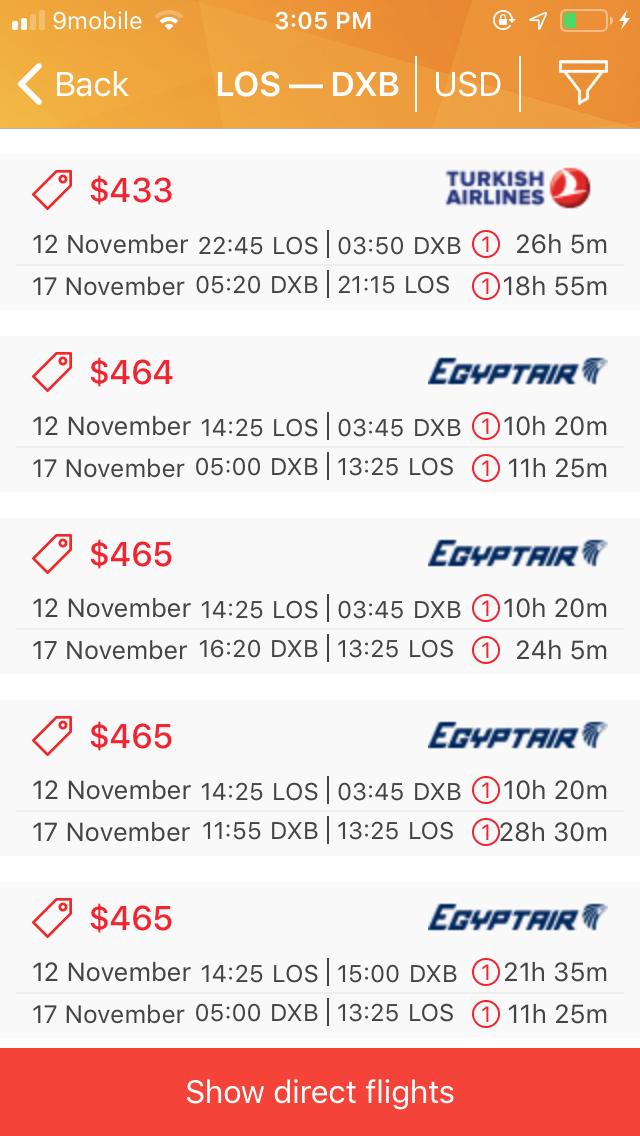 9mobile 3:05 PM
Back LOS — DXB USD
$433 TURKISH AIRLINES
12 November 22:45 LOS | 03:50 DXB 1 26h 5m
17 November 05:20 DXB | 21:15 LOS 1 18h 55m
$464 EGYPTAIR
12 November 14:25 LOS | 03:45 DXB 1 10h 20m
17 November 05:00 DXB | 13:25 LOS 1 11h 25m
$465 EGYPTAIR
12 November 14:25 LOS | 03:45 DXB 1 10h 20m
17 November 16:20 DXB | 13:25 LOS 1 24h 5m
$465 EGYPTAIR
12 November 14:25 LOS | 03:45 DXB 1 10h 20m
17 November 11:55 DXB | 13:25 LOS 1 28h 30m
$465 EGYPTAIR
12 November 14:25 LOS | 15:00 DXB 1 21h 35m
17 November 05:00 DXB | 13:25 LOS 1 11h 25m
Show direct flights